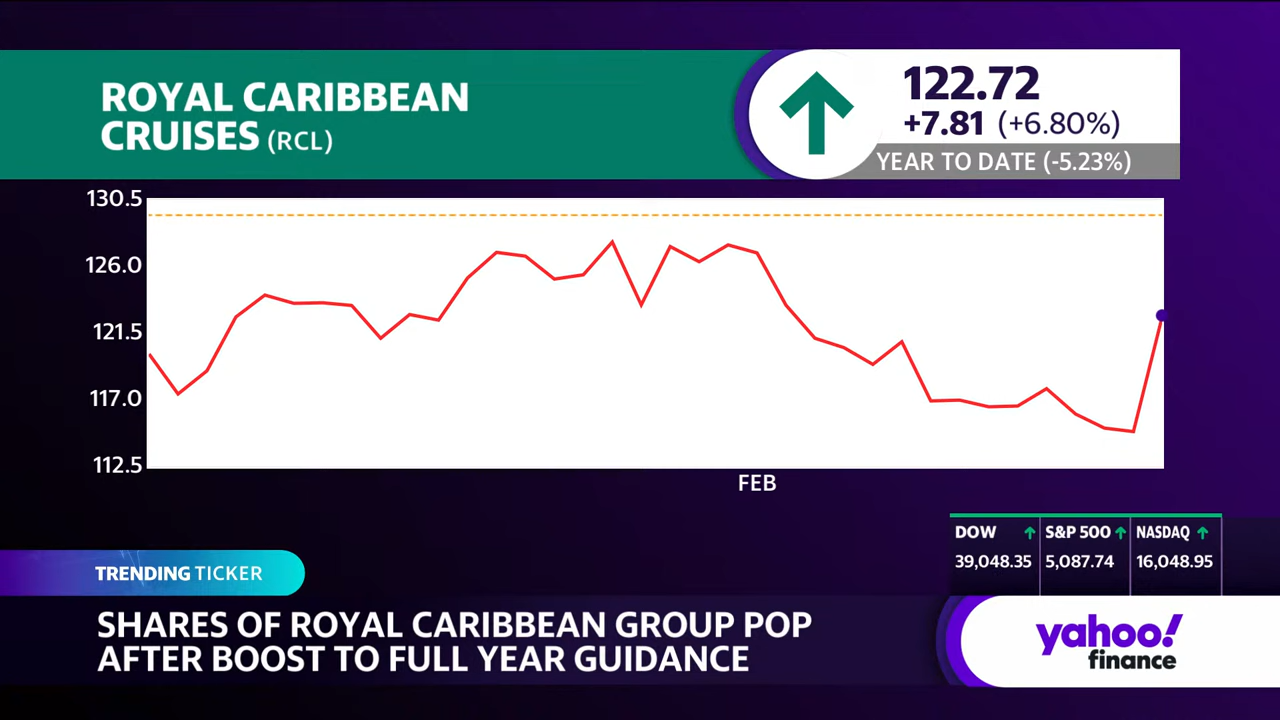 ROYAL CARIBBEAN
CRUISES (RCL)
122.72
+7.81 (+6.80%)
YEAR TO DATE (-5.23%)
130.5
126.0
121.5
117.0
112.5
FEB
DOW
39,048.35
S&P 500
5,087.74
NASDAQ
16,048.95
TRENDING TICKER
SHARES OF ROYAL CARIBBEAN GROUP POP
AFTER BOOST TO FULL YEAR GUIDANCE
yahoo!
finance